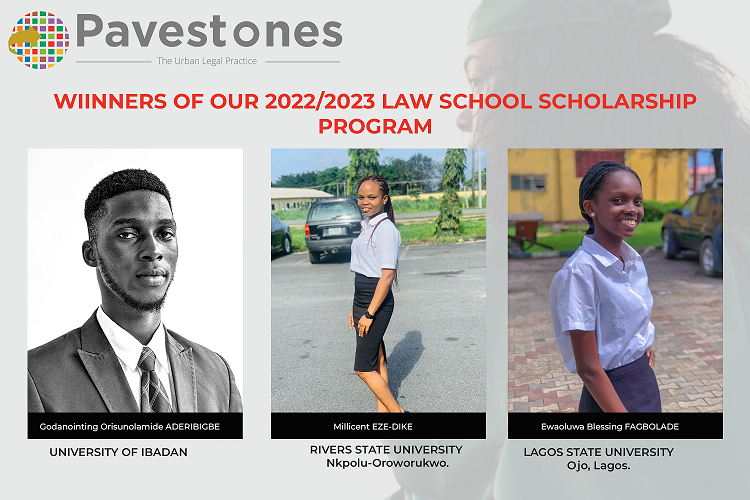 Pavestones
The Urban Legal Practice
WIINNERS OF OUR 2022/2023 LAW SCHOOL SCHOLARSHIP
PROGRAM
Godanointing Orisunolamide ADERIBIGBE
UNIVERSITY OF IBADAN
Millicent EZE-DIKE
RIVERS STATE UNIVERSITY
Nkpolu-Oroworukwo.
Ewaoluwa Blessing FAGBOLADE
LAGOS STATE UNIVERSITY
Ojo, Lagos.